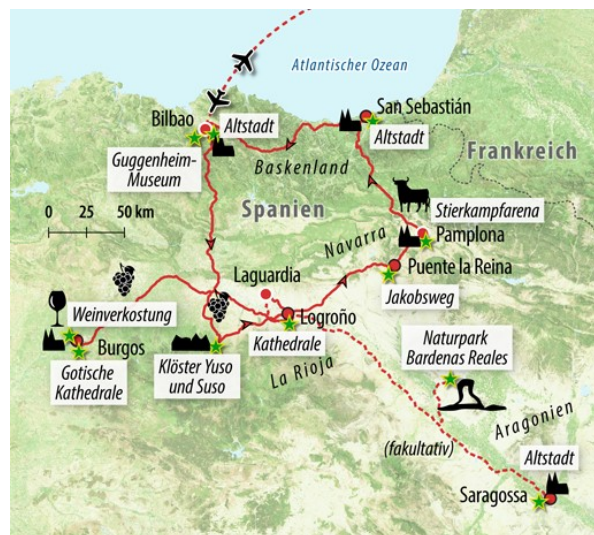 Atlantischer Ozean
San Sebastián
Bilbao
Altstadt
Altstadt
Guggenheim-
Museum
Baskenland
Frankreich
0 25 50 km
Spanien
Stierkampfarena
Navarra
Pamplona
Laguardia
Puente la Reina
Jakobsweg
Weinverkostung
Logroño
Burgos
Kathedrale
Gotische
Kathedrale
Klöster Yuso
und Suso
La Rioja
Naturpark
Bardenas Reales
Aragonien
(fakultativ)
Altstadt
Saragossa